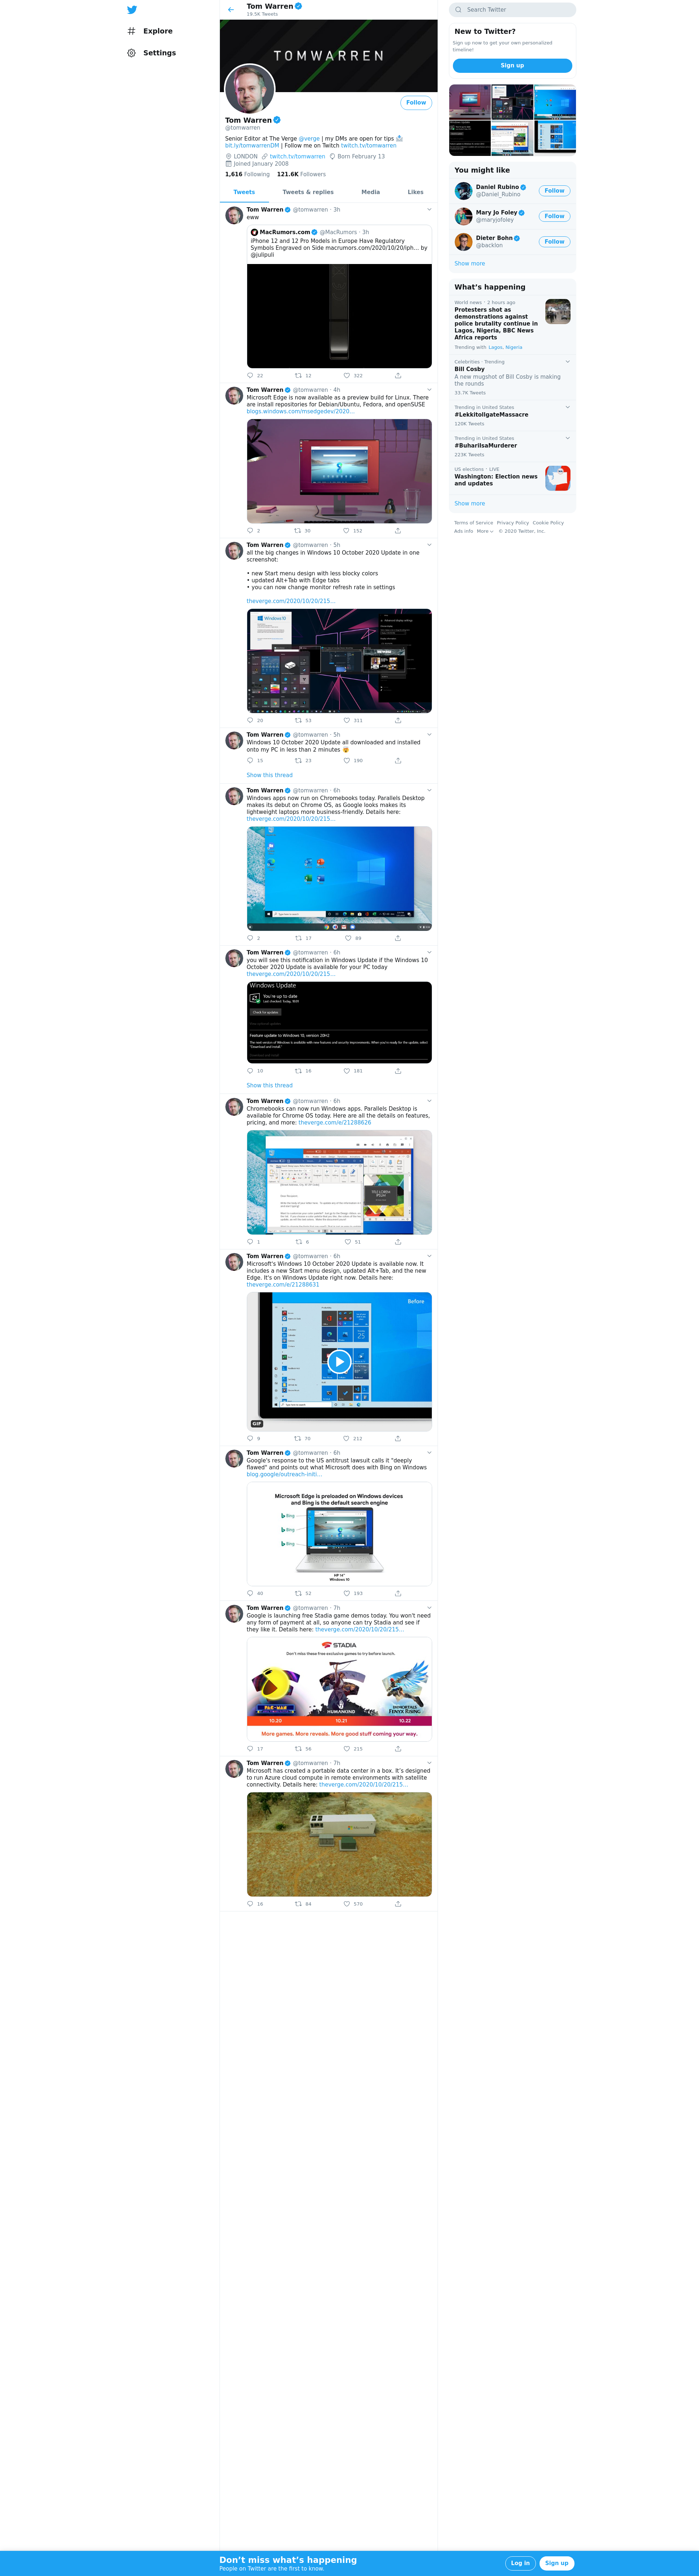 Explore
Settings
Tom Warren
19.5K Tweets
TOMWARREN
Follow
Tom Warren
@tomwarren
Senior Editor at The Verge @verge | my DMs are open for tips
bit.ly/tomwarrenDM | Follow me on Twitch twitch.tv/tomwarren
LONDON twitch.tv/tomwarren Born February 13
Joined January 2008
1,616 Following 121.6K Followers
Tweets Tweets & replies Media Likes
Tom Warren @tomwarren · 3h
eww
MacRumors.com @MacRumors · 3h
iPhone 12 and 12 Pro Models in Europe Have Regulatory
Symbols Engraved on Side macrumors.com/2020/10/20/iph… by
@julipuli
22 12 322
Tom Warren @tomwarren · 4h
Microsoft Edge is now available as a preview build for Linux. There
are install repositories for Debian/Ubuntu, Fedora, and openSUSE
blogs.windows.com/msedgedev/2020…
2 30 152
Tom Warren @tomwarren · 5h
all the big changes in Windows 10 October 2020 Update in one
screenshot:
• new Start menu design with less blocky colors
• updated Alt+Tab with Edge tabs
• you can now change monitor refresh rate in settings
theverge.com/2020/10/20/215…
Windows10
20 53 311
Tom Warren @tomwarren · 5h
Windows 10 October 2020 Update all downloaded and installed
onto my PC in less than 2 minutes
15 23 190
Show this thread
Tom Warren @tomwarren · 6h
Windows apps now run on Chromebooks today. Parallels Desktop
makes its debut on Chrome OS, as Google looks makes its
lightweight laptops more business-friendly. Details here:
theverge.com/2020/10/20/215…
2 17 89
Tom Warren @tomwarren · 6h
you will see this notification in Windows Update if the Windows 10
October 2020 Update is available for your PC today
theverge.com/2020/10/20/215…
Windows Update
You're up to date
Check for updates
Feature update to Windows 10, version 20H2
10 16 181
Show this thread
Tom Warren @tomwarren · 6h
Chromebooks can now run Windows apps. Parallels Desktop is
available for Chrome OS today. Here are all the details on features,
pricing, and more: theverge.com/e/21288626
1 6 51
Tom Warren @tomwarren · 6h
Microsoft's Windows 10 October 2020 Update is available now. It
includes a new Start menu design, updated Alt+Tab, and the new
Edge. It's on Windows Update right now. Details here:
theverge.com/e/21288631
Before
GIF
9 70 212
Tom Warren @tomwarren · 6h
Google's response to the US antitrust lawsuit calls it "deeply
flawed" and points out what Microsoft does with Bing on Windows
blog.google/outreach-initi…
Microsoft Edge is preloaded on Windows devices
and Bing is the default search engine
Bing
Bing
Bing
HP 14"
Windows 10
40 52 193
Tom Warren @tomwarren · 7h
Google is launching free Stadia game demos today. You won't need
any form of payment at all, so anyone can try Stadia and see if
they like it. Details here: theverge.com/2020/10/20/215…
STADIA
Don't miss these free exclusive games to try before launch.
PAC-MAN
HUMANKIND
IMMORTALS
FENYX RISING
10.20 10.21 10.22
More games. More reveals. More good stuff coming your way.
17 56 215
Tom Warren @tomwarren · 7h
Microsoft has created a portable data center in a box. It's designed
to run Azure cloud compute in remote environments with satellite
connectivity. Details here: theverge.com/2020/10/20/215…
Microsoft
16 84 570
Search Twitter
New to Twitter?
Sign up now to get your own personalized
timeline!
Sign up
You might like
Daniel Rubino
@Daniel_Rubino
Follow
Mary Jo Foley
@maryjofoley
Follow
Dieter Bohn
@backlon
Follow
Show more
What's happening
World news · 2 hours ago
Protesters shot as
demonstrations against
police brutality continue in
Lagos, Nigeria, BBC News
Africa reports
Trending with Lagos, Nigeria
Celebrities · Trending
Bill Cosby
A new mugshot of Bill Cosby is making
the rounds
33.7K Tweets
Trending in United States
#LekkitollgateMassacre
120K Tweets
Trending in United States
#BuhariIsaMurderer
223K Tweets
US elections · LIVE
Washington: Election news
and updates
Show more
Terms of Service Privacy Policy Cookie Policy
Ads info More © 2020 Twitter, Inc.
Don't miss what's happening
People on Twitter are the first to know.
Log in
Sign up